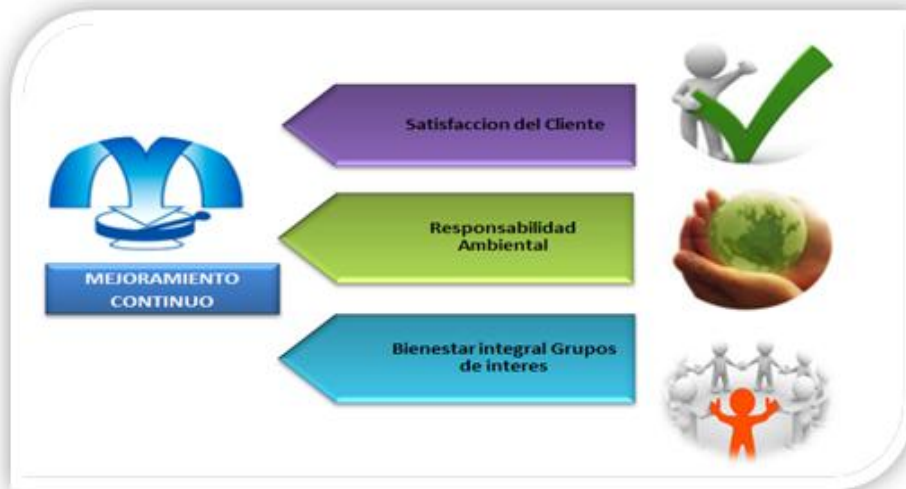 Satisfaccion del Cliente
Responsabilidad
Ambiental
MEJORAMIENTO
CONTINUO
Bienestar integral Grupos
de interes